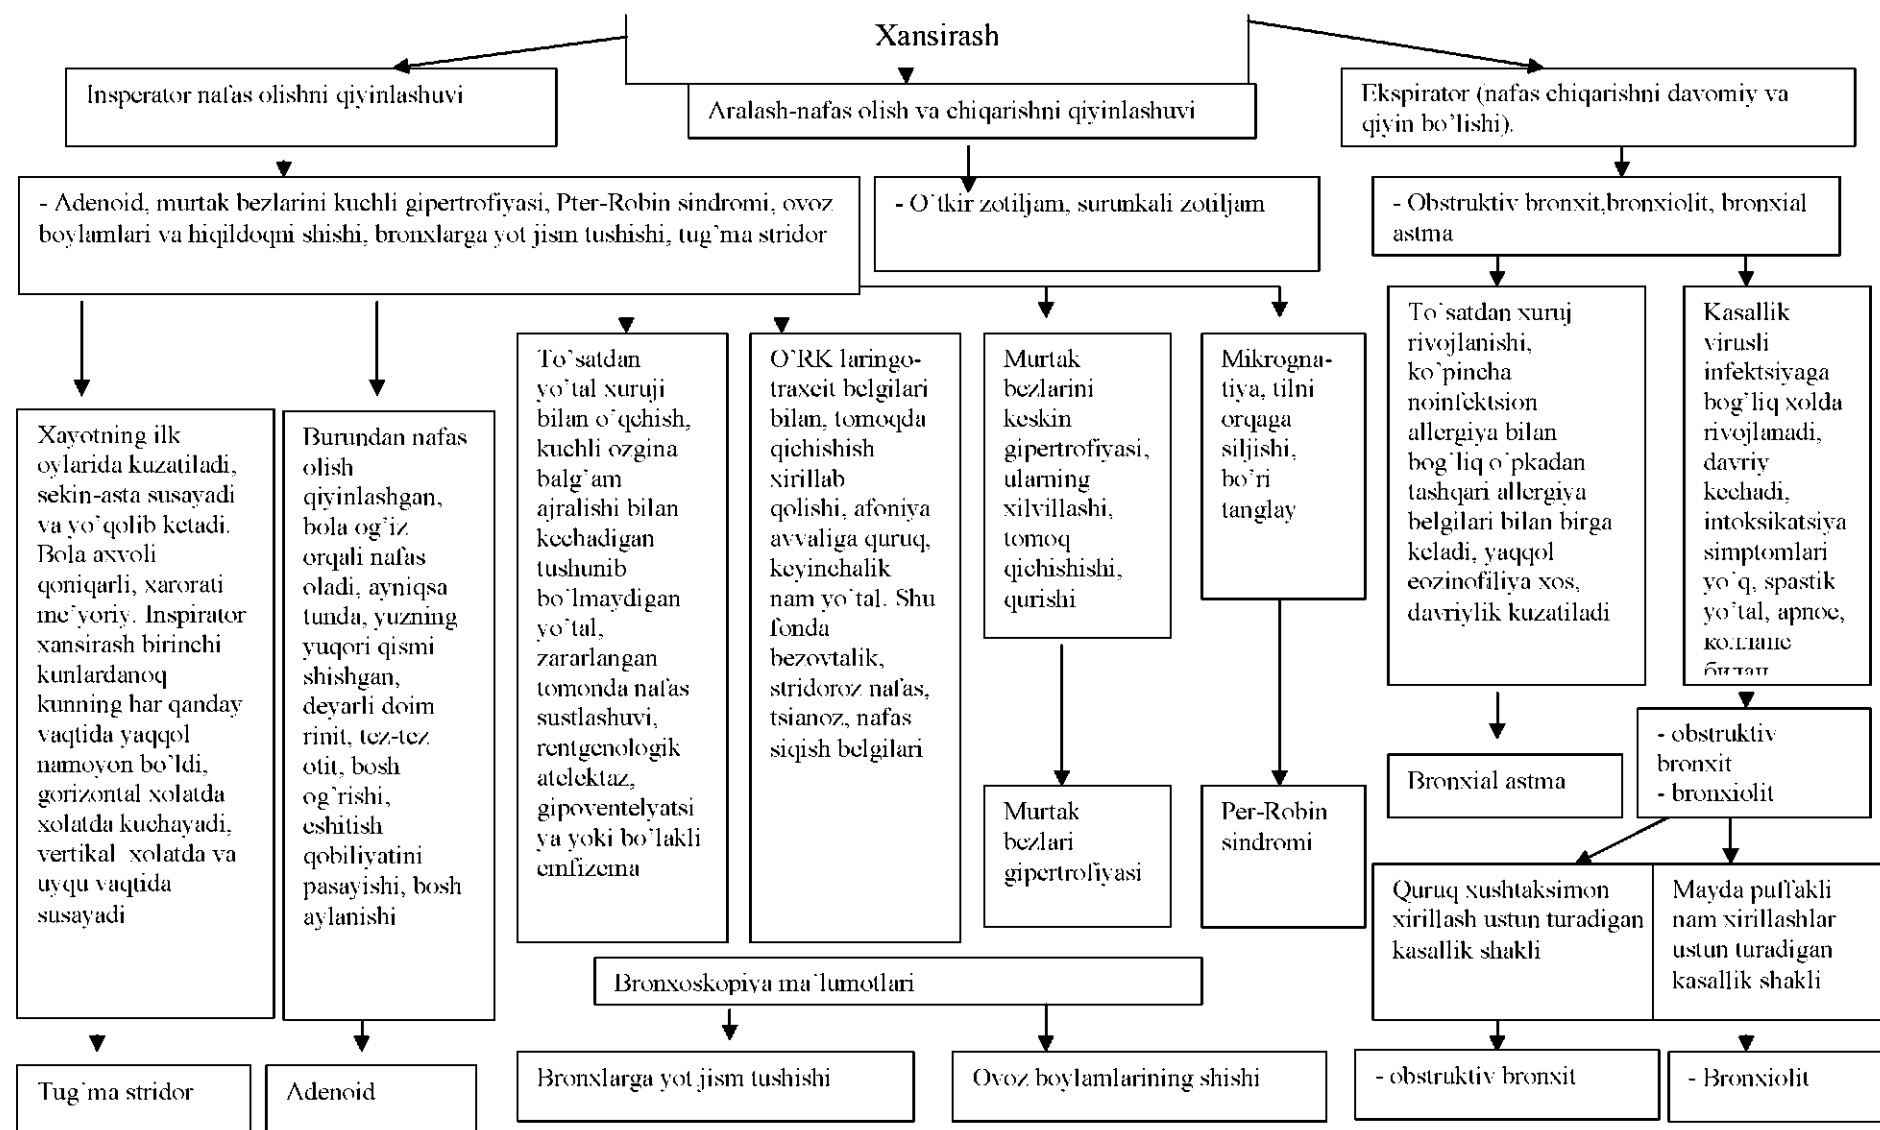 Xansirash
Insperator nafas olishni qiyinlashuvi
Aralash-nafas olish va chiqarishni qiyinlashuvi
Ekspirator (nafas chiqarishni davomiy va
qiyin bo’lishi).
- Adenoid, murtak bezlarini kuchli gipertrofiyasi, Pter-Robin sindromi, ovoz
boylamlari va hiqildoqni shishi, bronxlarga yot jism tushishi, tug’ma stridor
- O`tkir zotiljam, surunkali zotiljam
- Obstruktiv bronxit,bronxiolit, bronxial
astma
Xayotning ilk
oylarida kuzatiladi,
sekin-asta susayadi
va yo`qolib ketadi.
Bola axvoli
qoniqarli, xarorati
me’yoriy. Inspirator
xansirash birinchi
kunlardanoq
kunning har qanday
vaqtida yaqqol
namoyon bo`ldi,
gorizontal xolatda
xolatda kuchayadi,
vertikal xolatda va
uyqu vaqtida
susayadi
Burundan nafas
olish
qiyinlashgan,
bola og’iz
orqali nafas
oladi, ayniqsa
tunda, yuzning
yuqori qismi
shishgan,
deyarli doim
rinit, tez-tez
otit, bosh
og`rishi,
eshitish
qobiliyatini
pasayishi, bosh
aylanishi
To`satdan
yo`tal xuruji
bilan o`qchish,
kuchli ozgina
balg`am
ajralishi bilan
kechadigan
tushunib
bo`lmaydigan
yo`tal,
zararlangan
tomonda nafas
sustlashuvi,
rentgenologik
atelektaz,
gipoventelyatsi
ya yoki bo`lakli
emfizema
O’RK laringo-
traxeit belgilari
bilan, tomoqda
qichishish
xirillab
qolishi, afoniya
avvaliga quruq,
keyinchalik
nam yo`tal. Shu
fonda
bezovtalik,
stridoroz nafas,
tsianoz, nafas
siqish belgilari
Murtak
bezlarini
keskin
gipertrofiyasi,
ularning
xilvillashi,
tomoq
qichishishi,
qurishi
Mikrogna-
tiya, tilni
orqaga
siljishi,
bo’ri
tanglay
To`satdan xuruj
rivojlanishi,
ko`pincha
noinfektsion
allergiya bilan
bog`liq o`pkadan
tashqari allergiya
belgilari bilan birga
keladi, yaqqol
eozinofiliya xos,
davriylik kuzatiladi
Kasallik
virusli
infektsiyaga
bog`liq xolda
rivojlanadi,
davriy
kechadi,
intoksikatsiya
simptomlari
yo`q, spastik
yo`tal, apnoe,
коллапс
билан
Bronxial astma
- obstruktiv
bronxit
- bronxiolit
Murtak
bezlari
gipertrofiyasi
Per-Robin
sindromi
Quruq xushtaksimon
xirillash ustun turadigan
kasallik shakli
Mayda puffakli
nam xirillashlar
ustun turadigan
kasallik shakli
Bronxoskopiya ma`lumotlari
Tug`ma stridor
Adenoid
Bronxlarga yot jism tushishi
Ovoz boylamlarining shishi
- obstruktiv bronxit
- Bronxiolit